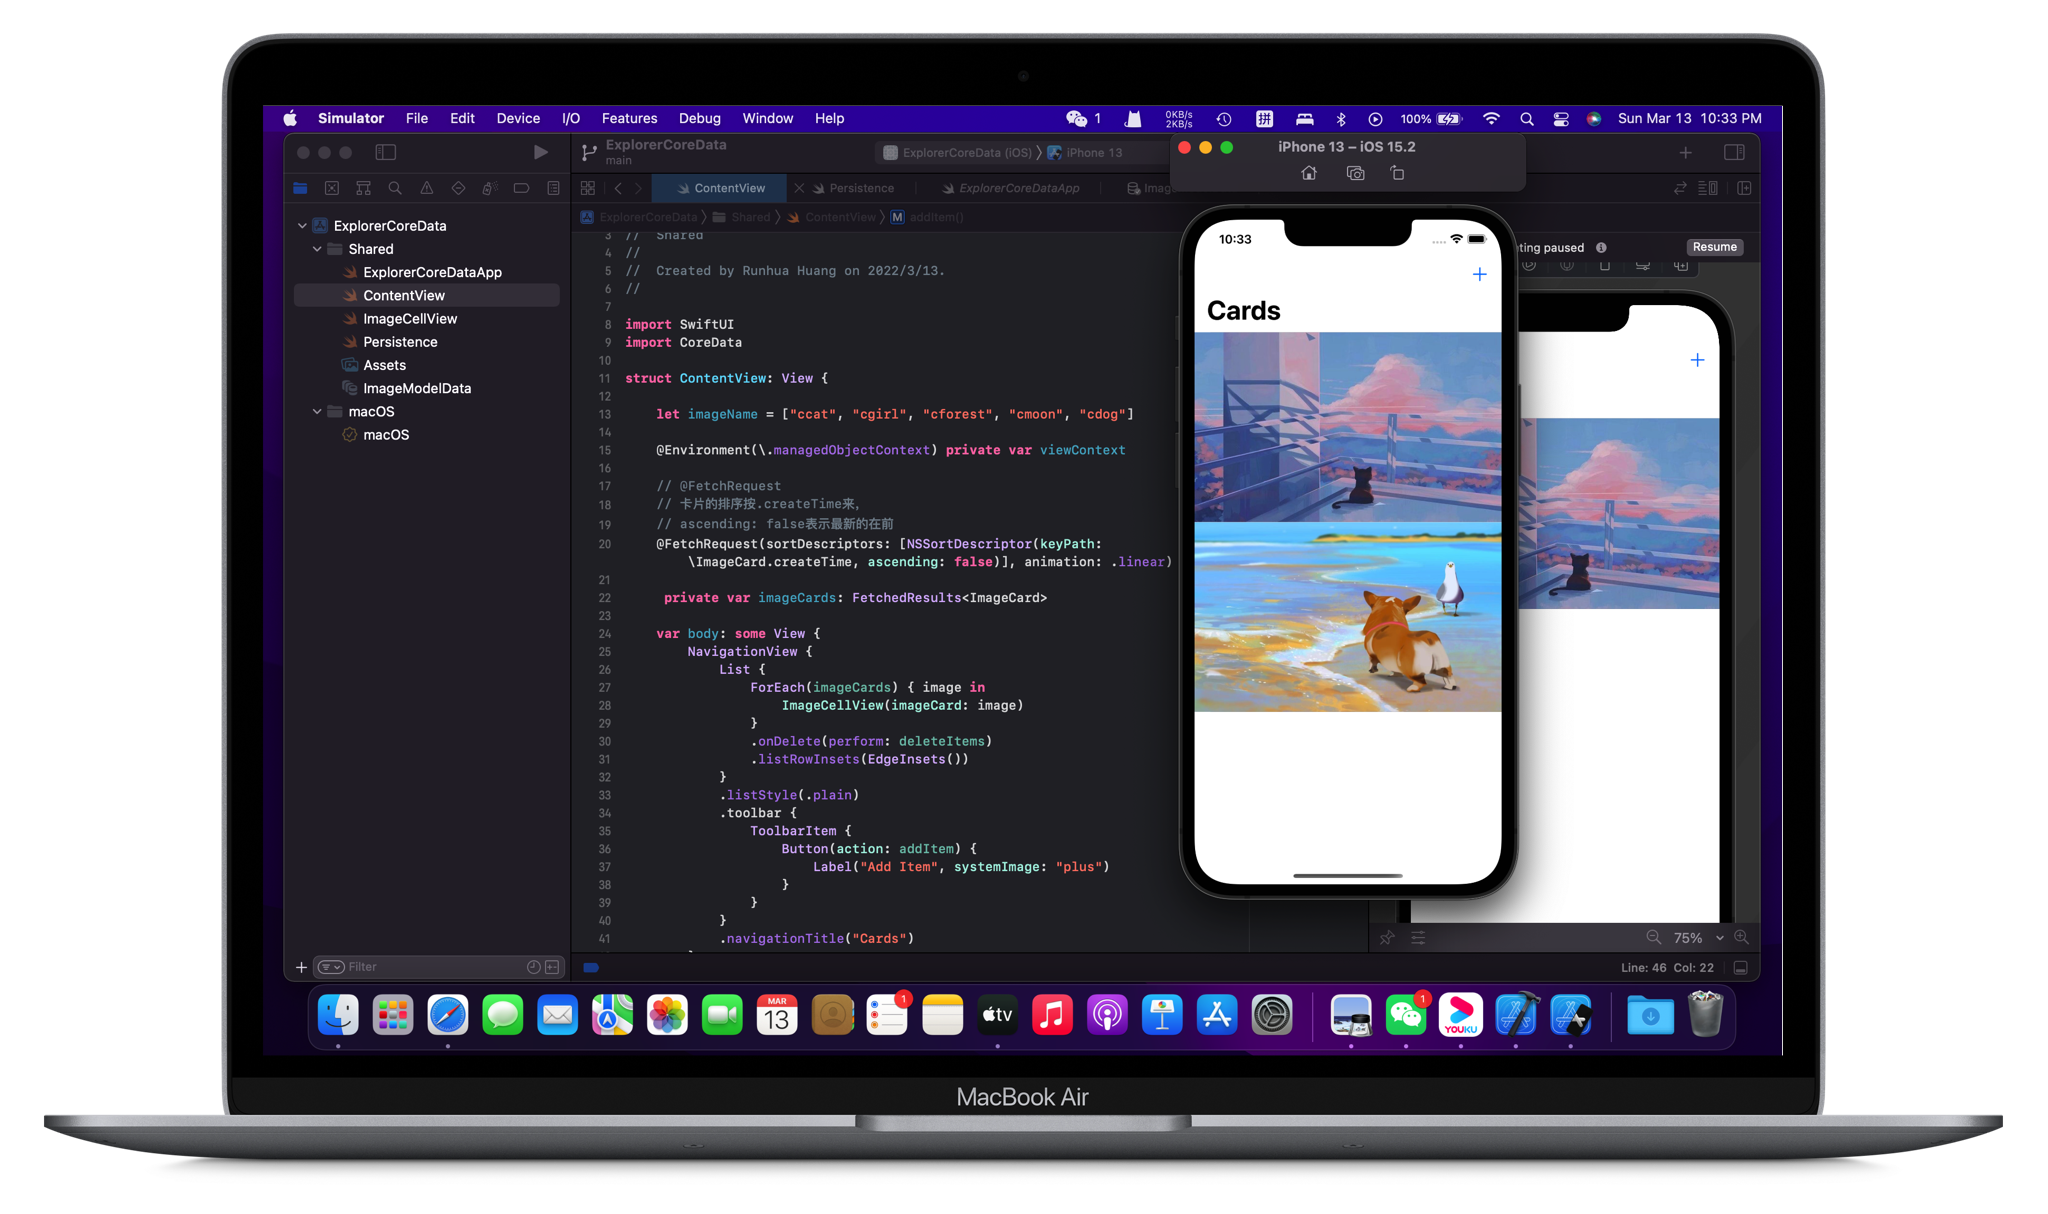 Simulator File Edit Device I/O Features Debug Window Help 1 0KB/s 2KB/s 拼 100% Sun Mar 13 10:33 PM
ExplorerCoreData
main
ExplorerCoreData (iOS) 〉 iPhone 13
iPhone 13 – iOS 15.2
ContentView Persistence ExplorerCoreDataApp Imag
ExplorerCoreData 〉 Shared 〉 ContentView 〉 M addItem()
ExplorerCoreData
Shared
ExplorerCoreDataApp
ContentView
ImageCellView
Persistence
Assets
ImageModelData
macOS
macOS
Filter
3 //  Shared
4 //
5 //  Created by Runhua Huang on 2022/3/13.
6 //
7
8 import SwiftUI
9 import CoreData
10
11 struct ContentView: View {
12
13 let imageName = ["ccat", "cgirl", "cforest", "cmoon", "cdog"]
14
15 @Environment(\.managedObjectContext) private var viewContext
16
17 // @FetchRequest
18 // 卡片的排序按.createTime来,
19 // ascending: false表示最新的在前
20 @FetchRequest(sortDescriptors: [NSSortDescriptor(keyPath:
\ImageCard.createTime, ascending: false)], animation: .linear)
21
22 private var imageCards: FetchedResults<ImageCard>
23
24 var body: some View {
25 NavigationView {
26 List {
27 ForEach(imageCards) { image in
28 ImageCellView(imageCard: image)
29 }
30 .onDelete(perform: deleteItems)
31 .listRowInsets(EdgeInsets())
32 }
33 .listStyle(.plain)
34 .toolbar {
35 ToolbarItem {
36 Button(action: addItem) {
37 Label("Add Item", systemImage: "plus")
38 }
39 }
40 }
41 .navigationTitle("Cards")
10:33
Cards
ting paused Resume
75%
Line: 46 Col: 22
MAR
13
1
tv
1
YOUKU
MacBook Air